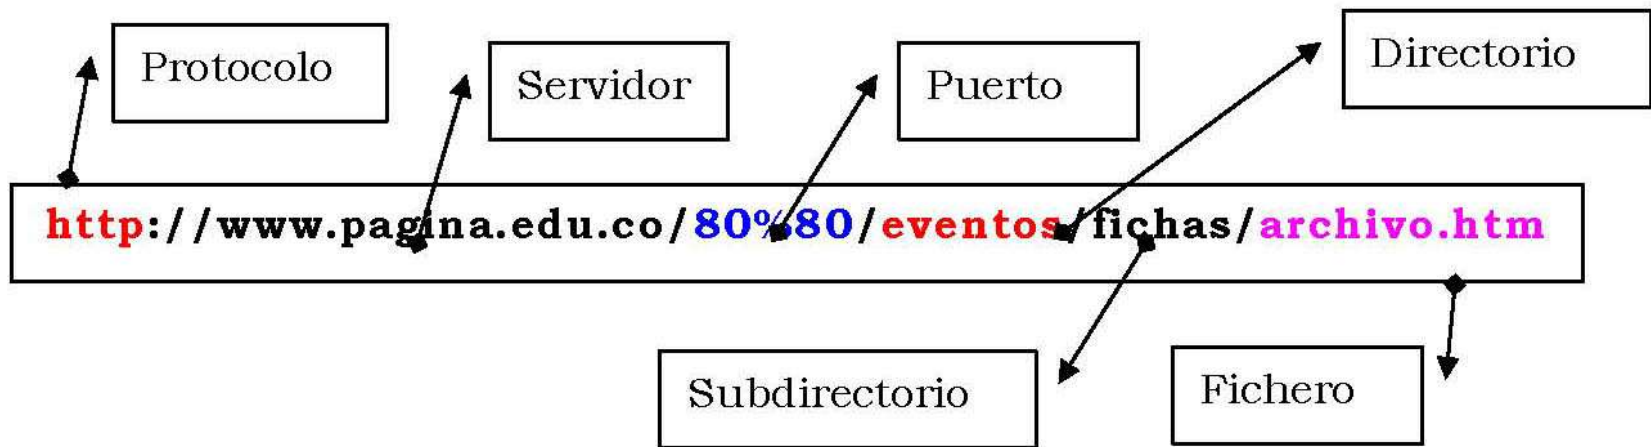 Protocolo
Servidor
Puerto
Directorio
http://www.pagina.edu.co/80%80/eventos/fichas/archivo.htm
Subdirectorio
Fichero